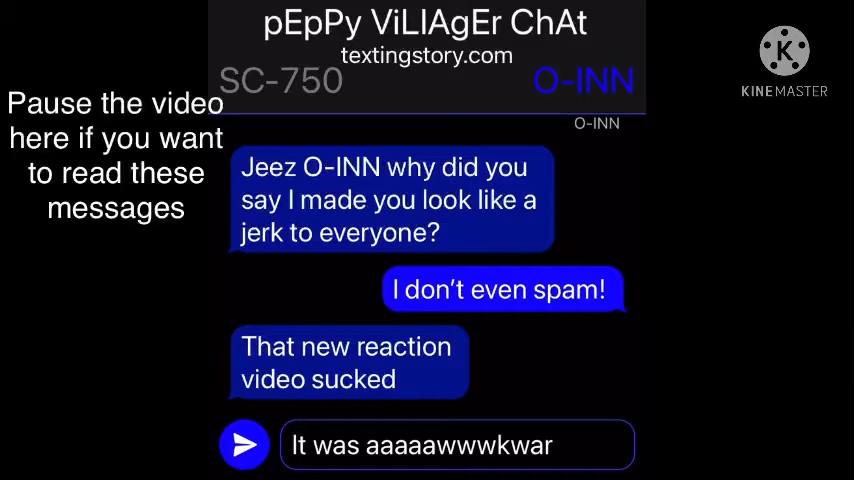 pEpPy ViLlAgEr ChAt
textingstory.com
SC-750
O-INN
KINEMASTER
Pause the video
here if you want
to read these
messages
O-INN
Jeez O-INN why did you
say I made you look like a
jerk to everyone?
I don't even spam!
That new reaction
video sucked
It was aaaaawwwkwar